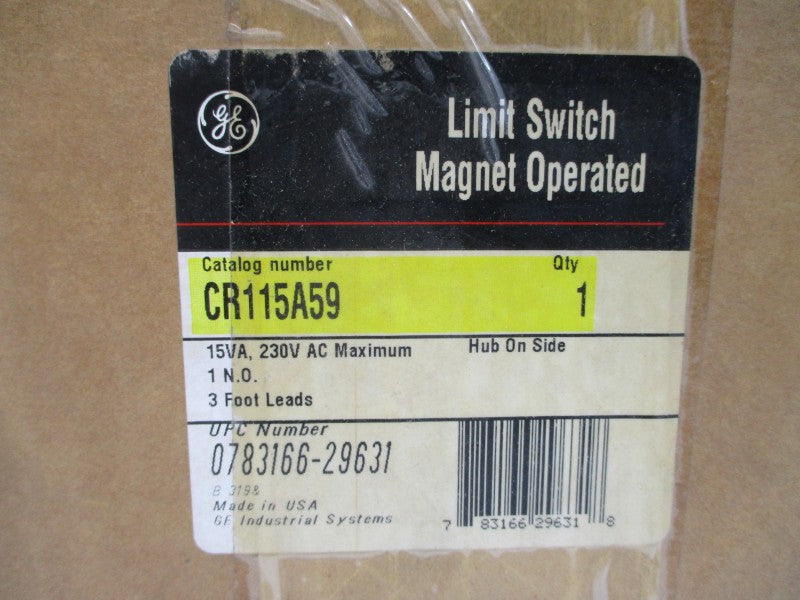 GE
Limit Switch
Magnet Operated
Catalog number Qty
CR115A59 1
15VA, 230V AC Maximum Hub On Side
1 N.O.
3 Foot Leads
UPC Number
0783166-29631
B 3198
Made in USA
GE Industrial Systems
7 83166 29631 8